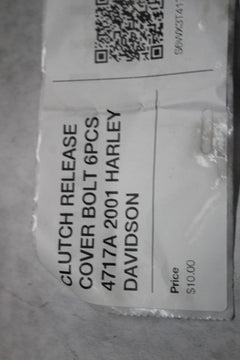 CLUTCH RELEASE
COVER BOLT 6PCS
4717A 2001 HARLEY
DAVIDSON
Price
$10.00